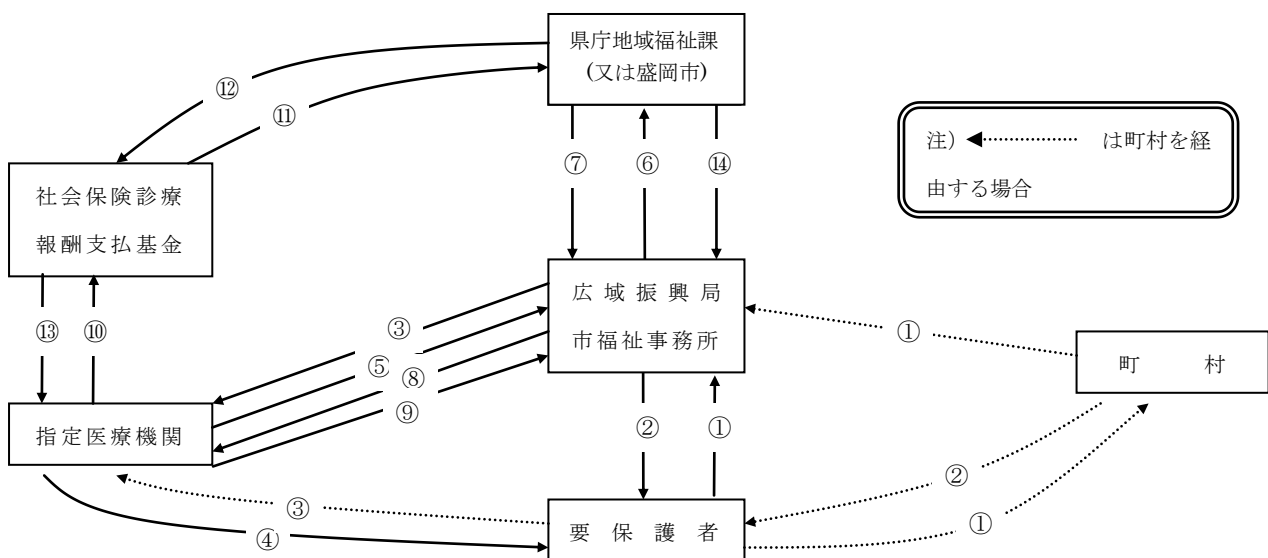 県庁地域福祉課
(又は盛岡市)
⑫
⑪
注) は町村を経
由する場合
⑦
⑥
⑭
社会保険診療
報酬支払基金
広域振興局
市福祉事務所
⑬
⑩
③
⑤
⑧
⑨
①
町村
指定医療機関
②
①
②
③
④
要保護者
①